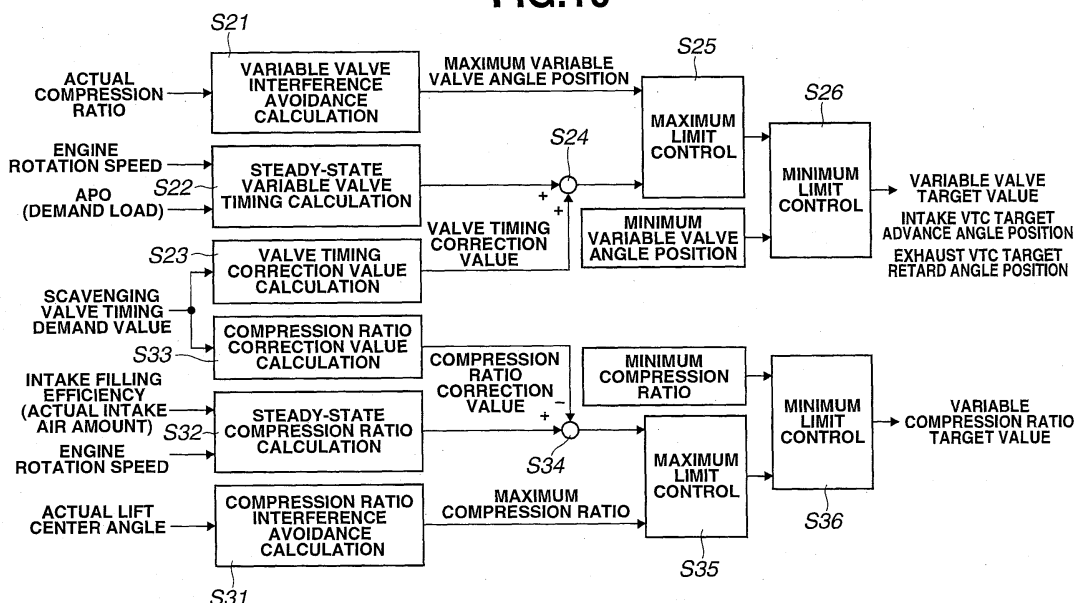 S21
ACTUAL
COMPRESSION
RATIO
VARIABLE VALVE
INTERFERENCE
AVOIDANCE
CALCULATION
MAXIMUM VARIABLE
VALVE ANGLE POSITION
S25
MAXIMUM
LIMIT
CONTROL
S26
MINIMUM
LIMIT
CONTROL
ENGINE
ROTATION SPEED
APO
(DEMAND LOAD)
S22
STEADY-STATE
VARIABLE VALVE
TIMING CALCULATION
S24
+
+
VALVE TIMING
CORRECTION
VALUE
MINIMUM
VARIABLE VALVE
ANGLE POSITION
VARIABLE VALVE
TARGET VALUE
INTAKE VTC TARGET
ADVANCE ANGLE POSITION
EXHAUST VTC TARGET
RETARD ANGLE POSITION
S23
VALVE TIMING
CORRECTION VALUE
CALCULATION
SCAVENGING
VALVE TIMING
DEMAND VALUE
S33
COMPRESSION RATIO
CORRECTION VALUE
CALCULATION
COMPRESSION
RATIO
CORRECTION
VALUE
−
+
MINIMUM
COMPRESSION
RATIO
MINIMUM
LIMIT
CONTROL
VARIABLE
COMPRESSION RATIO
TARGET VALUE
INTAKE FILLING
EFFICIENCY
(ACTUAL INTAKE
AIR AMOUNT)
ENGINE
ROTATION SPEED
S32
STEADY-STATE
COMPRESSION RATIO
CALCULATION
S34
MAXIMUM
LIMIT
CONTROL
ACTUAL LIFT
CENTER ANGLE
COMPRESSION RATIO
INTERFERENCE
AVOIDANCE
CALCULATION
MAXIMUM
COMPRESSION RATIO
S36
S35
S31